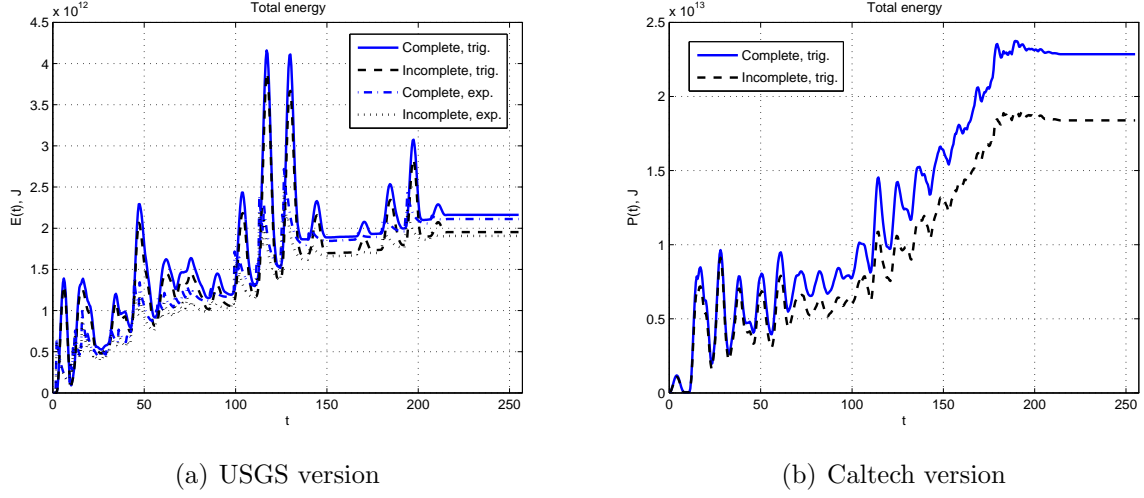 x 10^12
Total energy
4.5
4
3.5
3
2.5
2
1.5
1
0.5
0
E(t), J
Complete, trig.
Incomplete, trig.
Complete, exp.
Incomplete, exp.
0 50 100 150 200 250
t
(a) USGS version
x 10^13
Total energy
2.5
2
1.5
1
0.5
0
P(t), J
Complete, trig.
Incomplete, trig.
0 50 100 150 200 250
t
(b) Caltech version